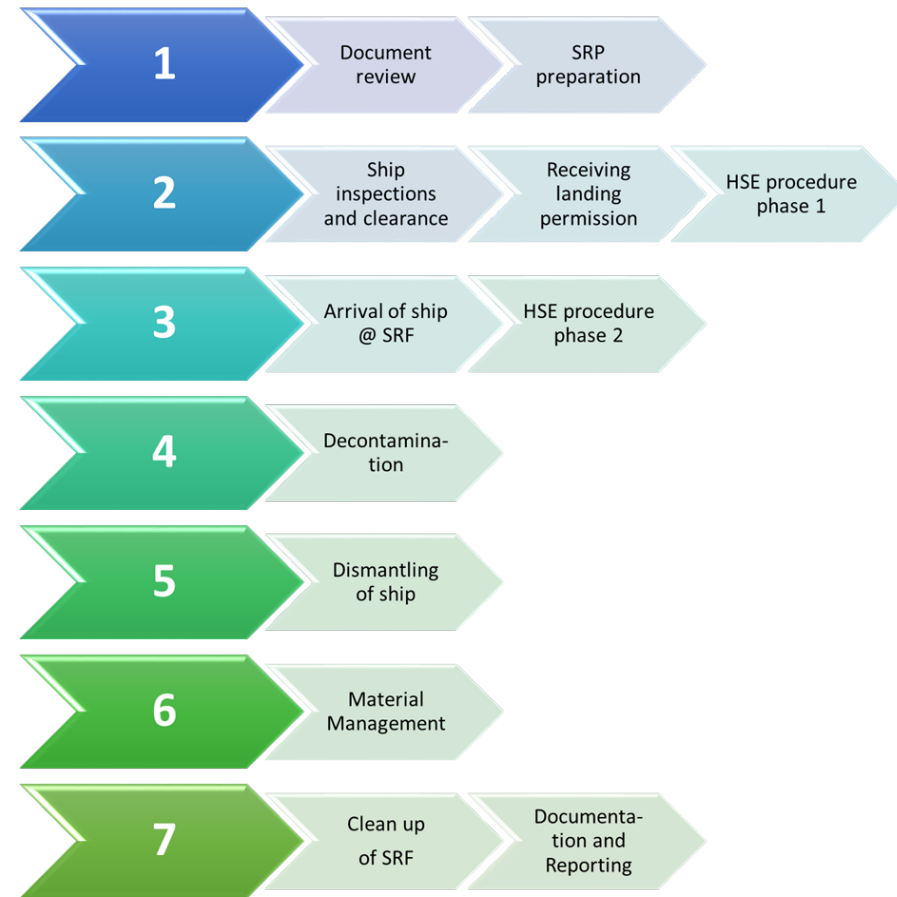 1
Document
review
SRP
preparation
2
Ship
inspections
and clearance
Receiving
landing
permission
HSE procedure
phase 1
3
Arrival of ship
@ SRF
HSE procedure
phase 2
4
Decontamina-
tion
5
Dismantling
of ship
6
Material
Management
7
Clean up
of SRF
Documenta-
tion and
Reporting